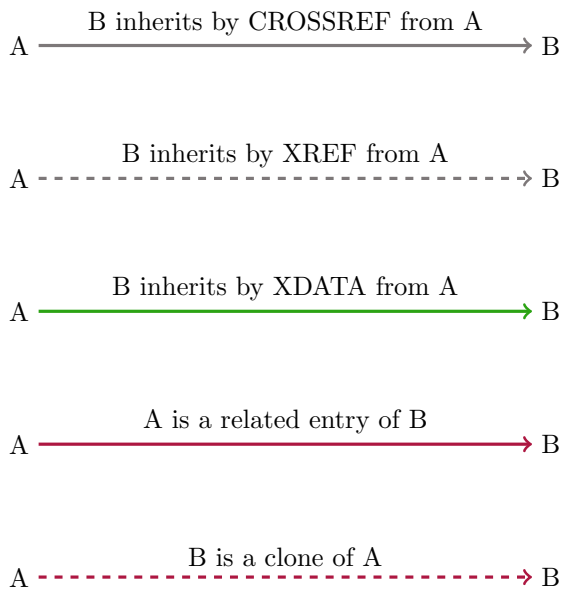 B inherits by CROSSREF from A
A B
B inherits by XREF from A
A B
B inherits by XDATA from A
A B
A is a related entry of B
A B
B is a clone of A
A B